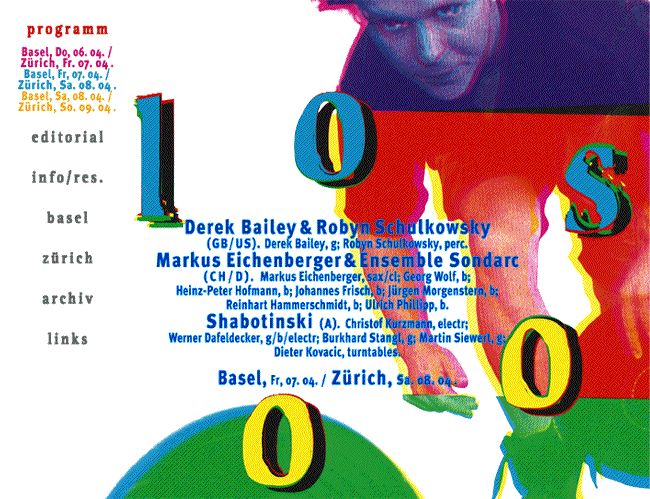 programm
Basel, Do, 06. 04. /
Zürich, Fr. 07. 04.
Basel, Fr, 07. 04. /
Zürich, Sa. 08. 04.
Basel, Sa, 08. 04. /
Zürich, So. 09. 04.
editorial
info/res.
basel
zürich
archiv
links
l o s o o
Derek Bailey & Robyn Schulkowsky
(GB/US). Derek Bailey, g; Robyn Schulkowsky, perc.
Markus Eichenberger & Ensemble Sondarc
(CH/D). Markus Eichenberger, sax/cl; Georg Wolf, b;
Heinz-Peter Hofmann, b; Johannes Frisch, b; Jürgen Morgenstern, b;
Reinhart Hammerschmidt, b; Ulrich Phillipp, b.
Shabotinski (A). Christof Kurzmann, electr;
Werner Dafeldecker, g/b/electr; Burkhard Stangl, g; Martin Siewert, g;
Dieter Kovacic, turntables.
Basel, Fr, 07. 04. / Zürich, Sa. 08. 04.